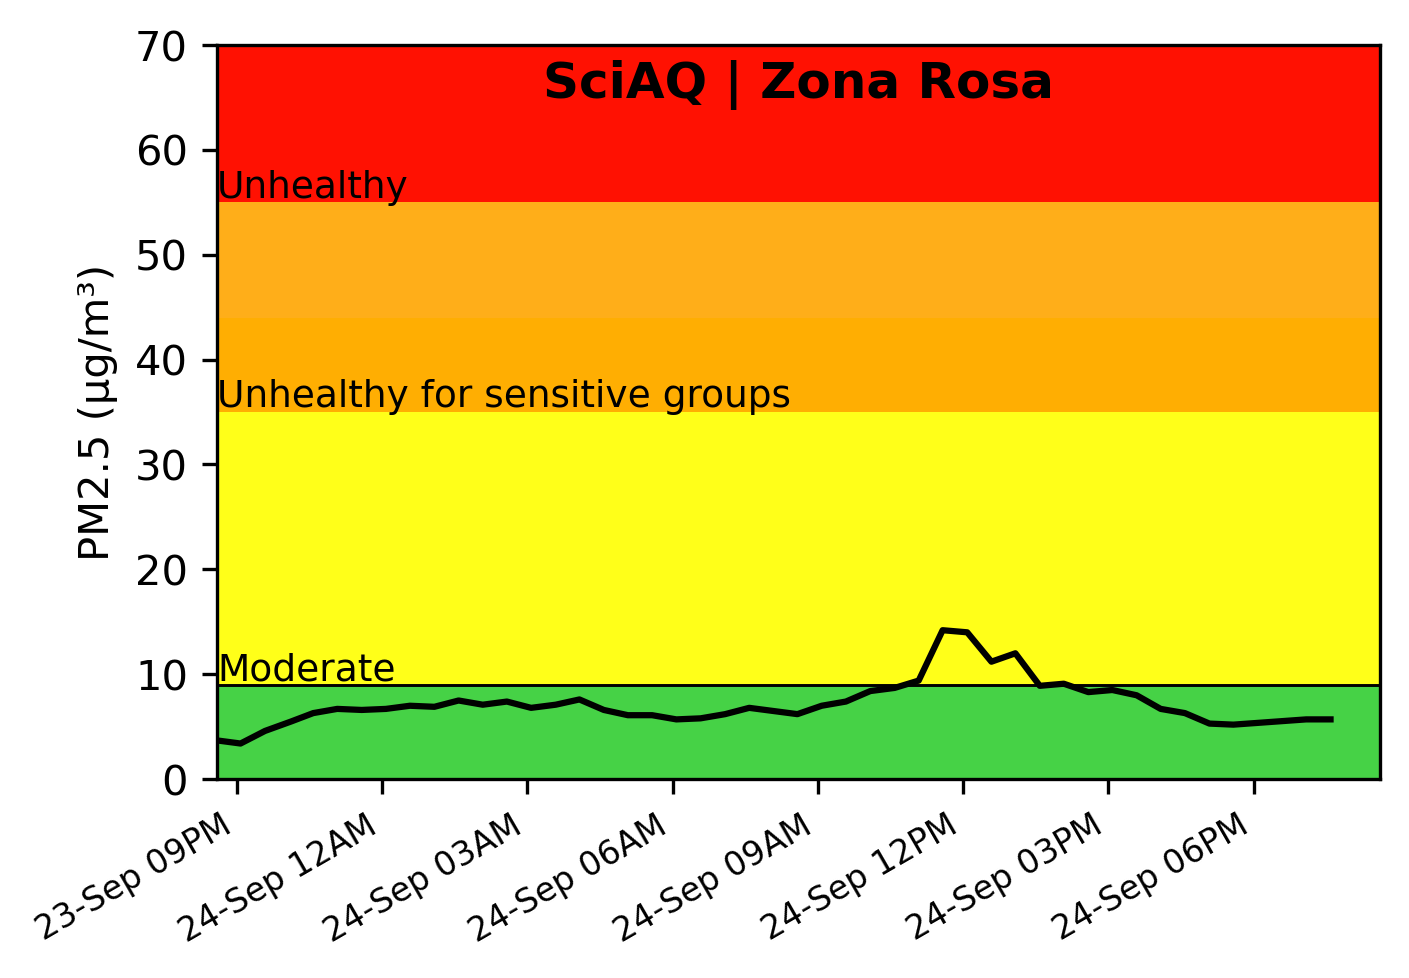 SciAQ | Zona Rosa
70
60
50
40
30
20
10
0
PM2.5 (µg/m³)
Unhealthy
Unhealthy for sensitive groups
Moderate
23-Sep 09PM
24-Sep 12AM
24-Sep 03AM
24-Sep 06AM
24-Sep 09AM
24-Sep 12PM
24-Sep 03PM
24-Sep 06PM